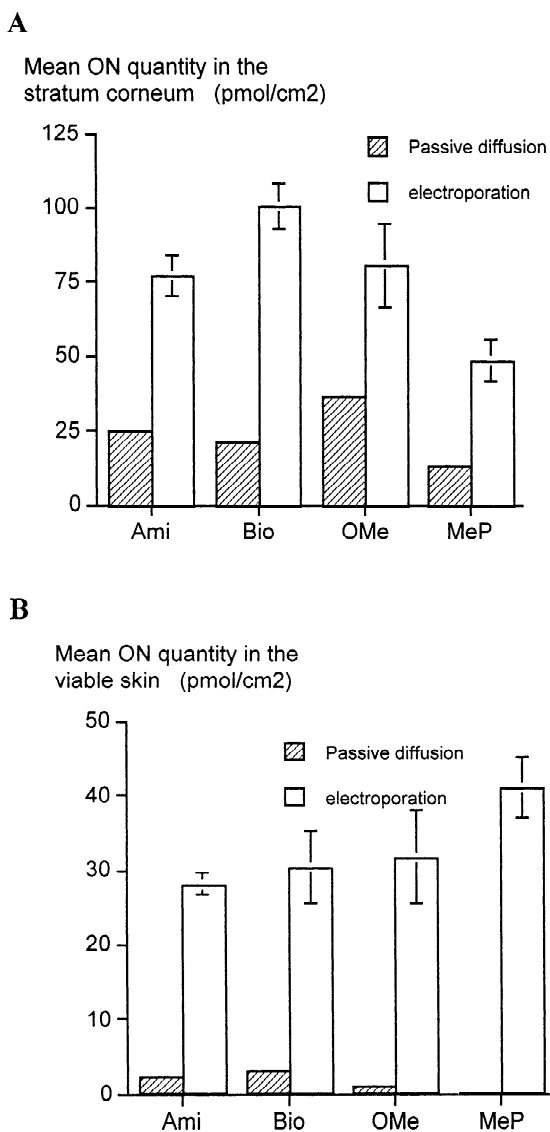 A
Mean ON quantity in the
stratum corneum (pmol/cm2)
125
100
75
50
25
0
Passive diffusion
electroporation
Ami Bio OMe MeP
B
Mean ON quantity in the
viable skin (pmol/cm2)
50
40
30
20
10
0
Passive diffusion
electroporation
Ami Bio OMe MeP